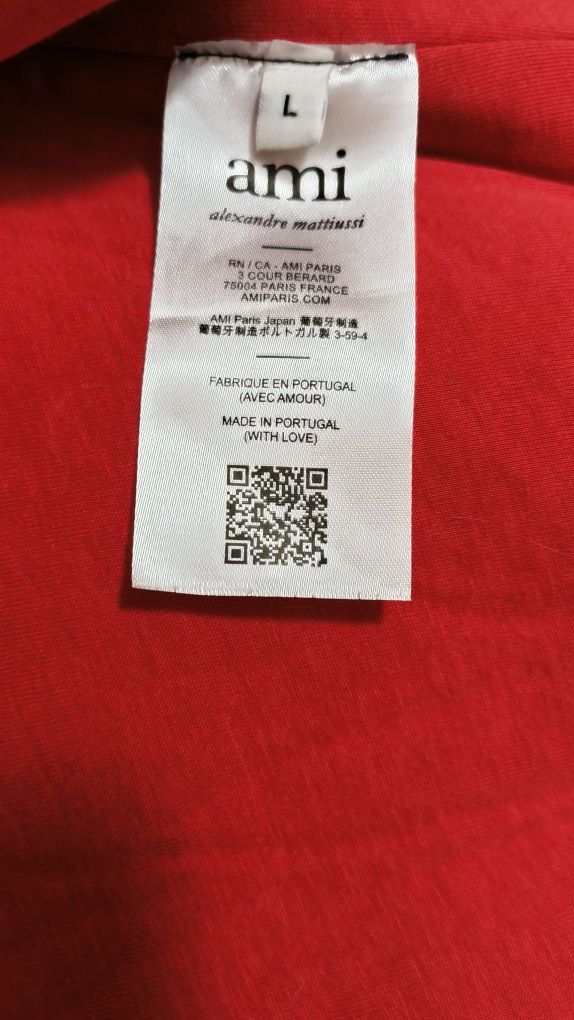 L
ami
alexandre mattiussi
RN / CA - AMI PARIS
3 COUR BERARD
75004 PARIS FRANCE
AMIPARIS.COM
AMI Paris Japan 葡萄牙制造
葡萄牙制造ポルトガル製 3-59-4
FABRIQUE EN PORTUGAL
(AVEC AMOUR)
MADE IN PORTUGAL
(WITH LOVE)